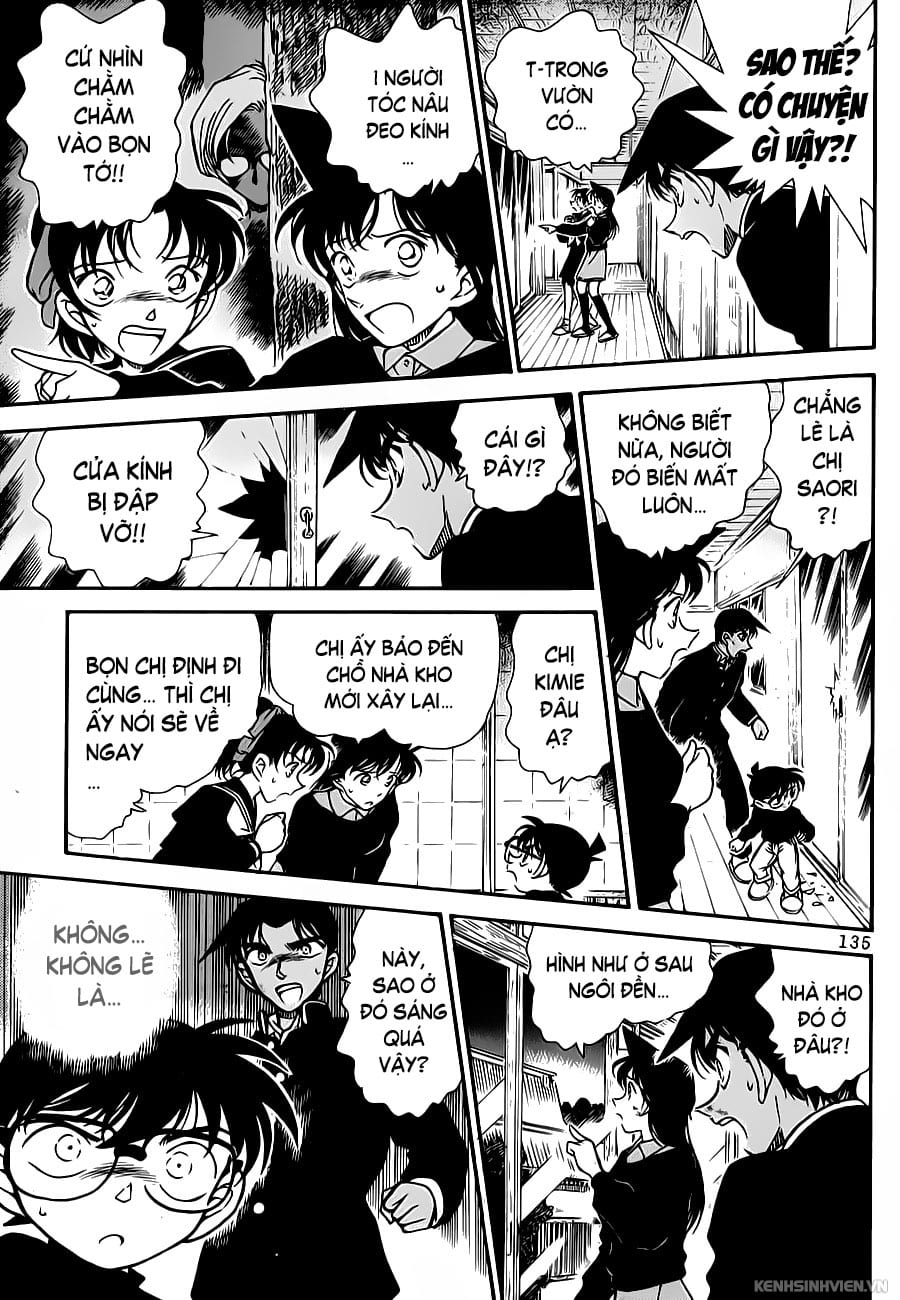 SAO THẾ?
CÓ CHUYỆN
GÌ VẬY?!
T-TRONG
VƯỜN
CÓ...
1 NGƯỜI
TÓC NÂU
ĐEO KÍNH
...
CỨ NHÌN
CHẰM
CHẰM
VÀO BỌN
TỚ!!
CHẲNG
LẼ LÀ
CHỊ
SAORI
?!
KHÔNG BIẾT
NỮA, NGƯỜI
ĐÓ BIẾN MẤT
LUÔN...
CÁI GÌ
ĐÂY!?
CỬA KÍNH
BỊ ĐẬP
VỠ!!
CHỊ
KIMIE
ĐÂU
Ạ?
CHỊ ẤY BẢO ĐẾN
CHỖ NHÀ KHO
MỚI XÂY LẠI...
BỌN CHỊ ĐỊNH ĐI
CÙNG... THÌ CHỊ
ẤY NÓI SẼ VỀ
NGAY
...
135
NHÀ KHO
ĐÓ Ở
ĐÂU?!
HÌNH NHƯ Ở SAU
NGÔI ĐỀN...
NÀY,
SAO Ở
ĐÓ SÁNG
QUÁ
VẬY?
KHÔNG...
KHÔNG LẼ
LÀ...
KENHSINHVIEN.VN